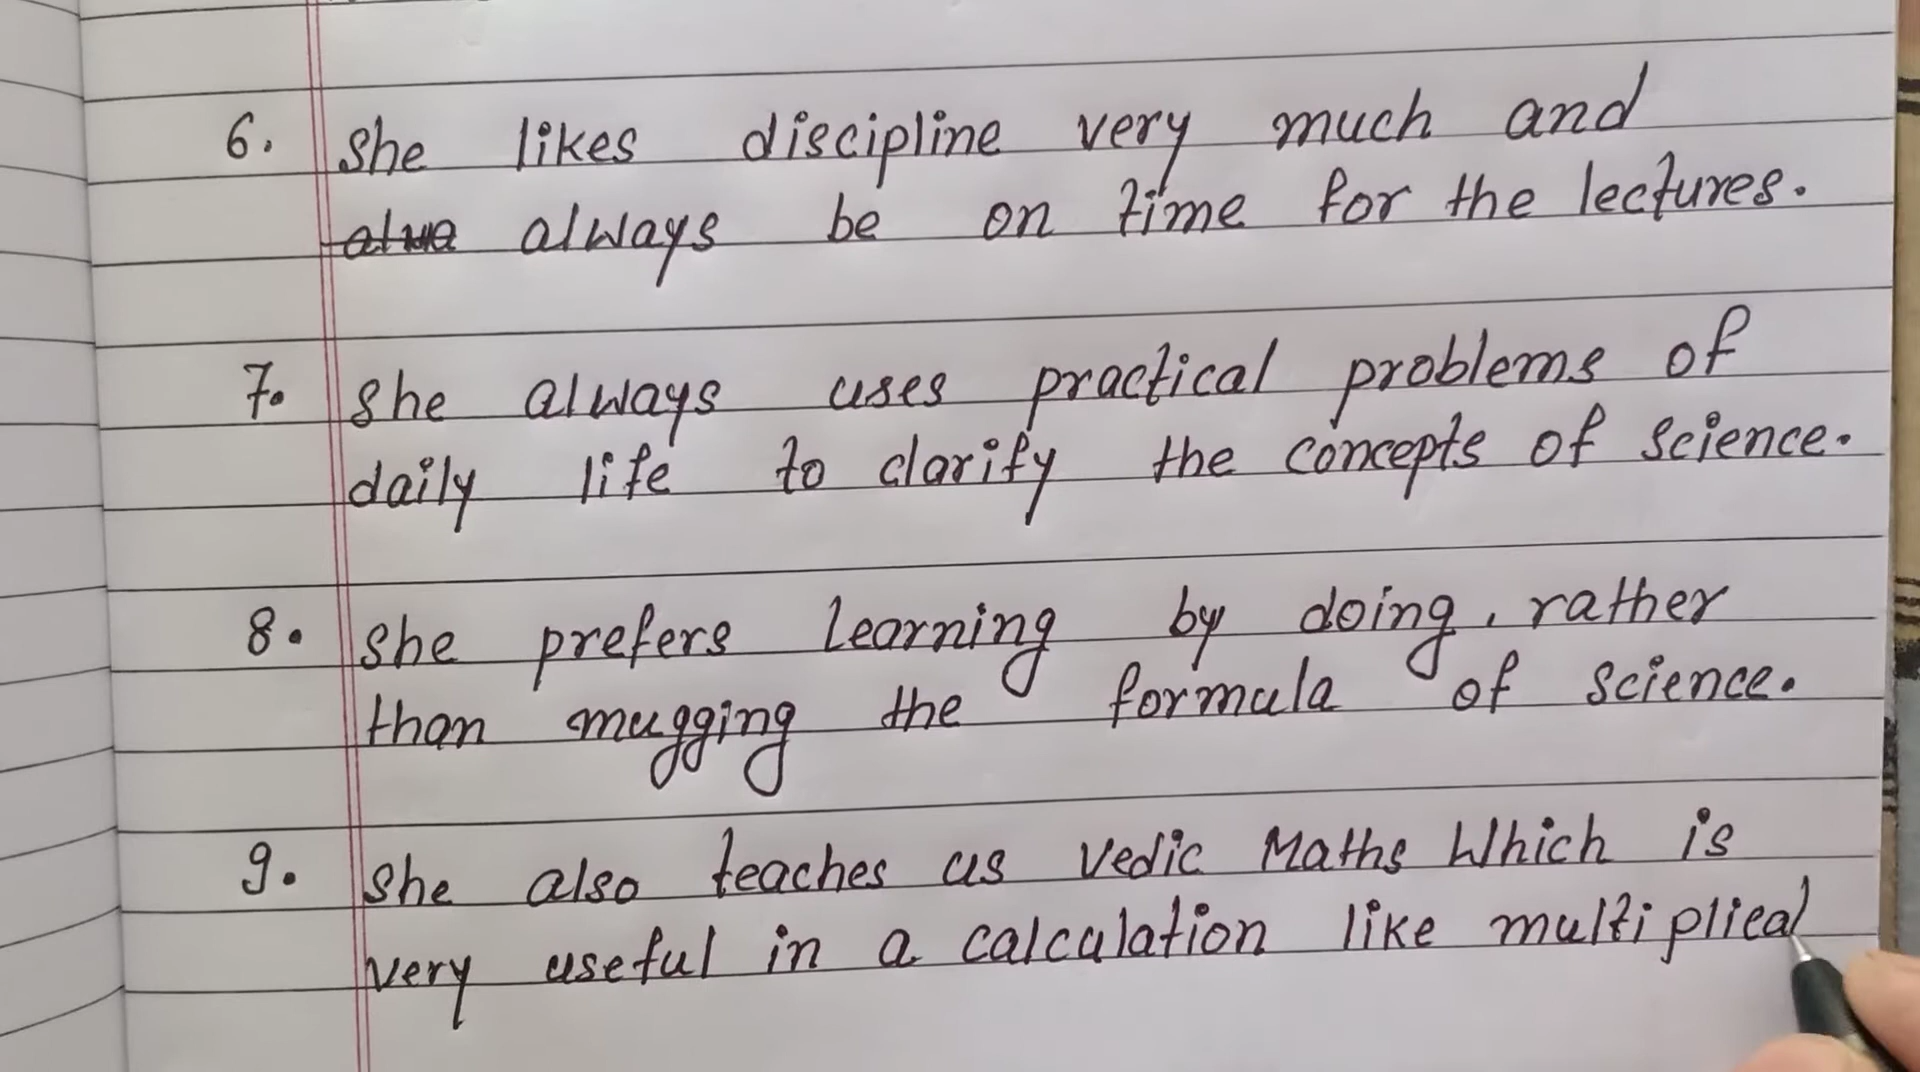 6. She likes discipline very much and
always be on time for the lectures.
7. She always uses practical problems of
daily life to clarify the concepts of science.
8. She prefers learning by doing, rather
than mugging the formula of science.
9. She also teaches us Vedic Maths Which is
very useful in a calculation like multiplicat